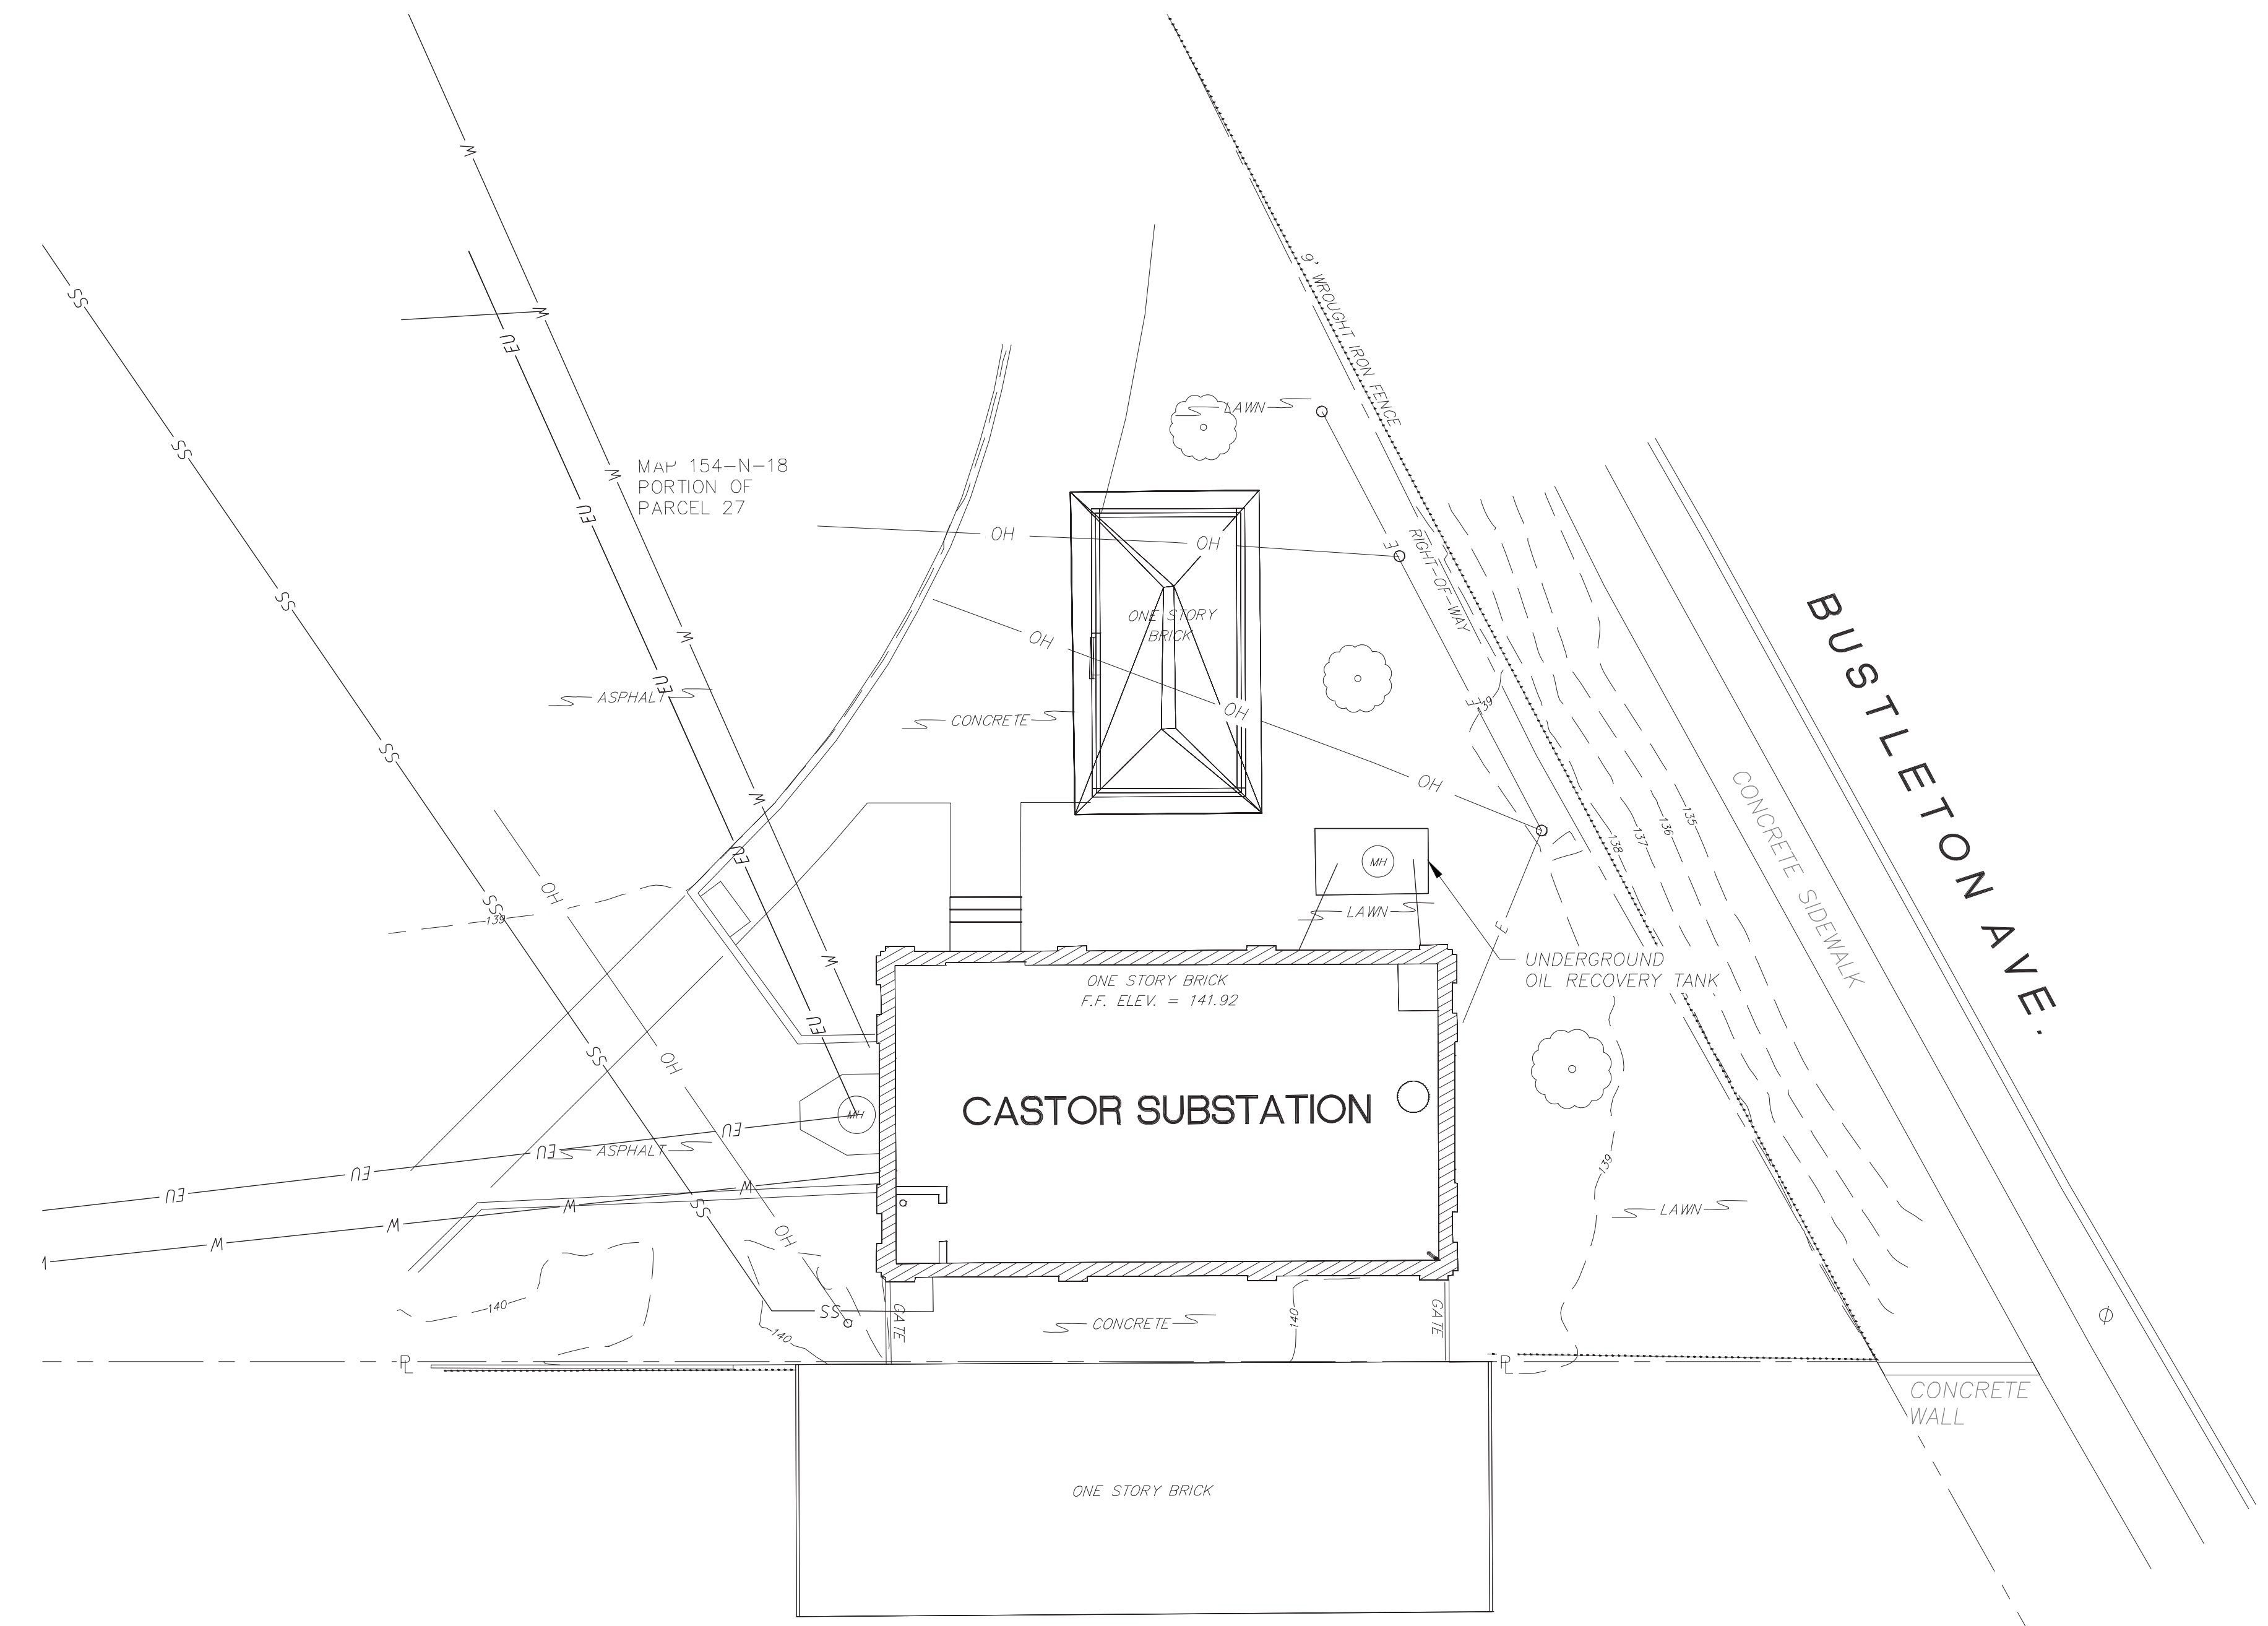 W
SS
W
EU
9' WROUGHT IRON FENCE
LAWN
SS
MAP 154-N-18
PORTION OF
PARCEL 27
W
EU
OH
OH
E
RIGHT-OF-WAY
SS
W
ONE STORY
BRICK
OH
BUSTLETON AVE.
ASPHALT
EU
CONCRETE
OH
E
139
SS
W
OH
135
136
137
138
CONCRETE SIDEWALK
EU
MH
OH
SS
139
LAWN
E
W
UNDERGROUND
OIL RECOVERY TANK
ONE STORY BRICK
F.F. ELEV. = 141.92
EU
SS
OH
CASTOR SUBSTATION
MH
EU
EU
ASPHALT
EU
EU
139
W
W
SS
LAWN
W
W
OH
140
SS
GATE
CONCRETE
140
GATE
140
PL
PL
CONCRETE
WALL
ONE STORY BRICK